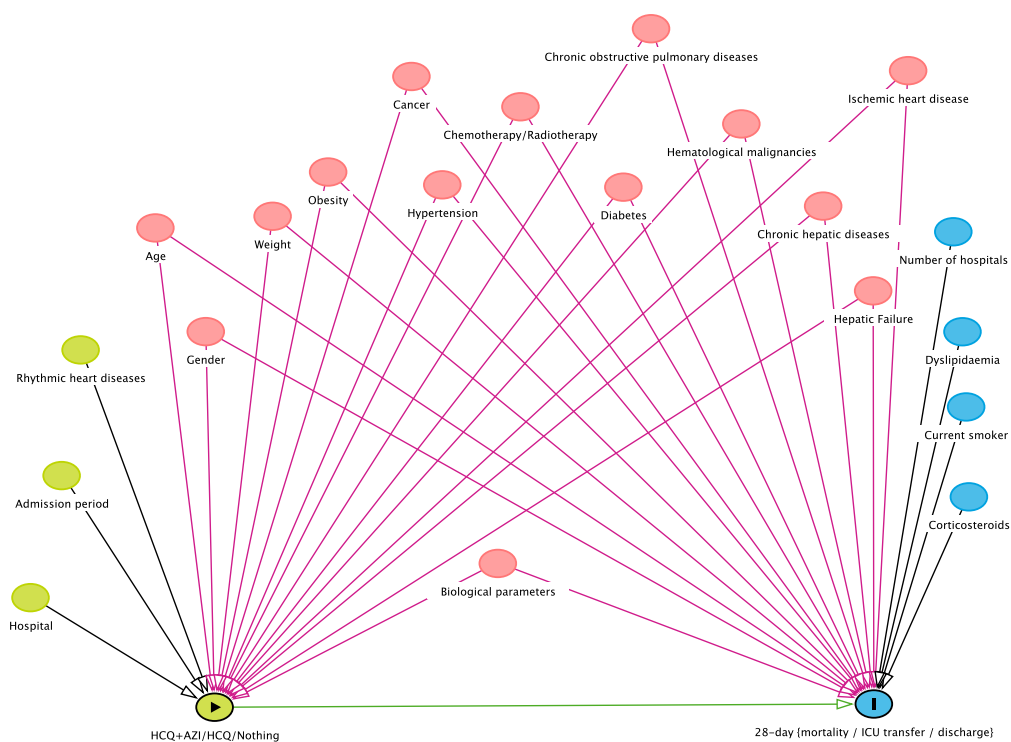 Chronic obstructive pulmonary diseases
Ischemic heart disease
Cancer
Chemotherapy/Radiotherapy
Hematological malignancies
Obesity
Hypertension
Diabetes
Chronic hepatic diseases
Weight
Age
Number of hospitals
Hepatic Failure
Gender
Dyslipidaemia
Rhythmic heart diseases
Current smoker
Admission period
Corticosteroids
Biological parameters
Hospital
HCQ+AZI/HCQ/Nothing
28-day {mortality / ICU transfer / discharge}